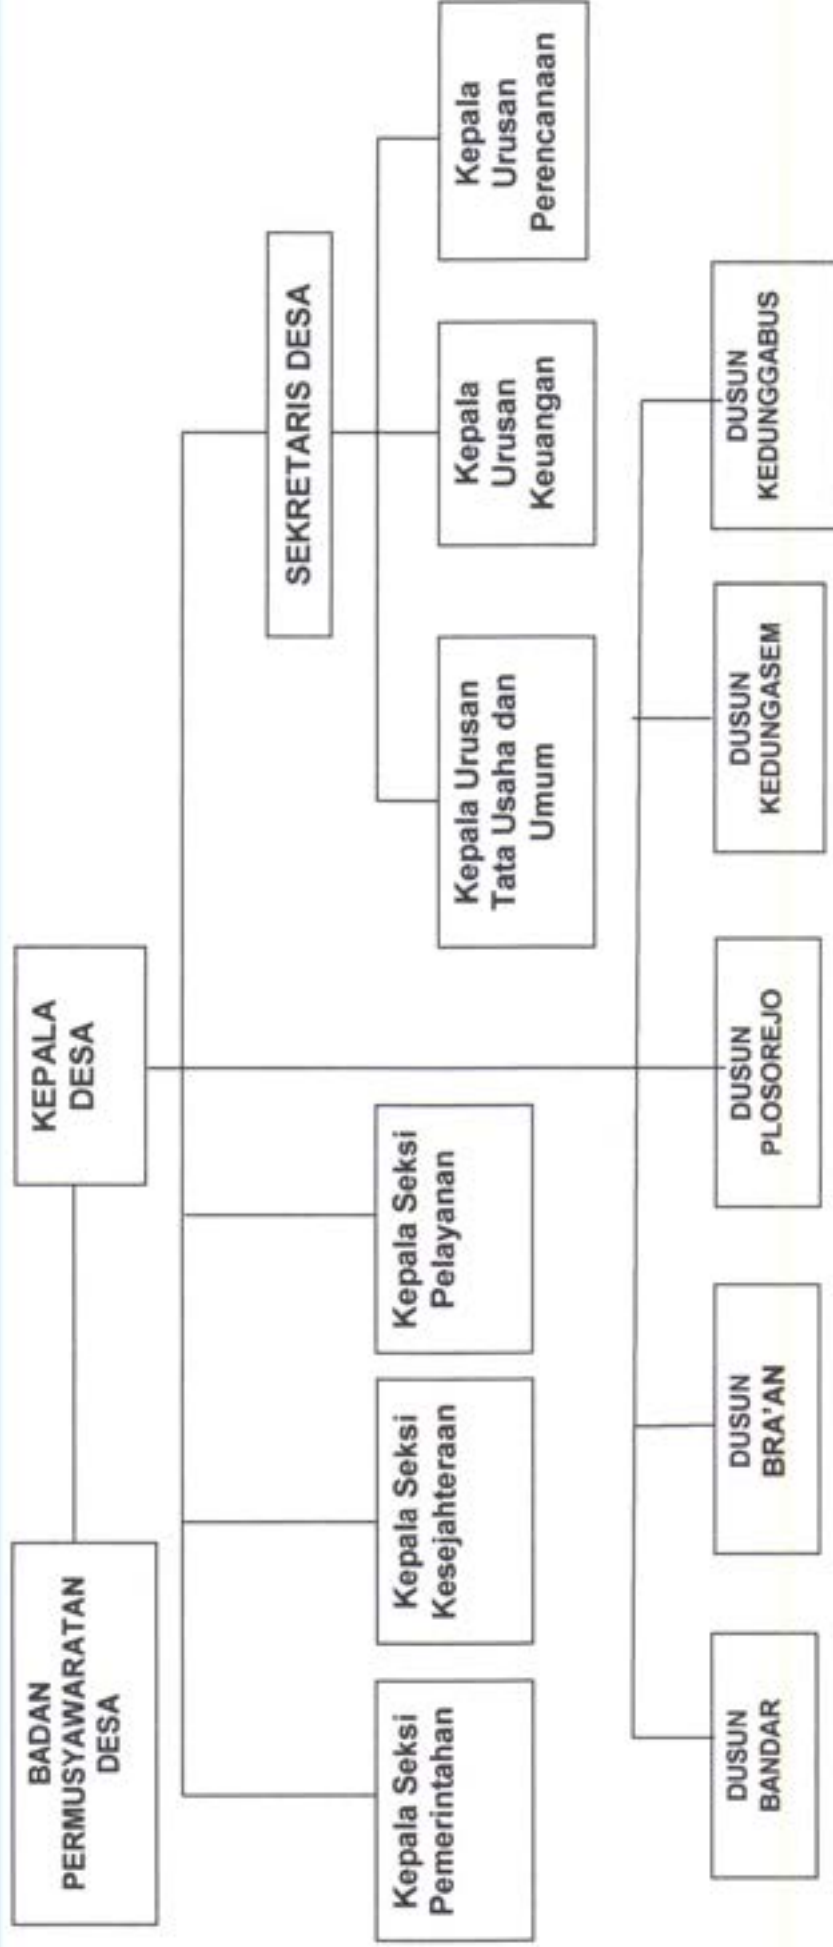 BADAN
PERMUSYAWARATAN
DESA
KEPALA
DESA
SEKRETARIS DESA
Kepala Seksi
Pemerintahan
Kepala Seksi
Kesejahteraan
Kepala Seksi
Pelayanan
Kepala Urusan
Tata Usaha dan
Umum
Kepala
Urusan
Keuangan
Kepala
Urusan
Perencanaan
DUSUN
BANDAR
DUSUN
BRA'AN
DUSUN
PLOSOREJO
DUSUN
KEDUNGASEM
DUSUN
KEDUNGGABUS